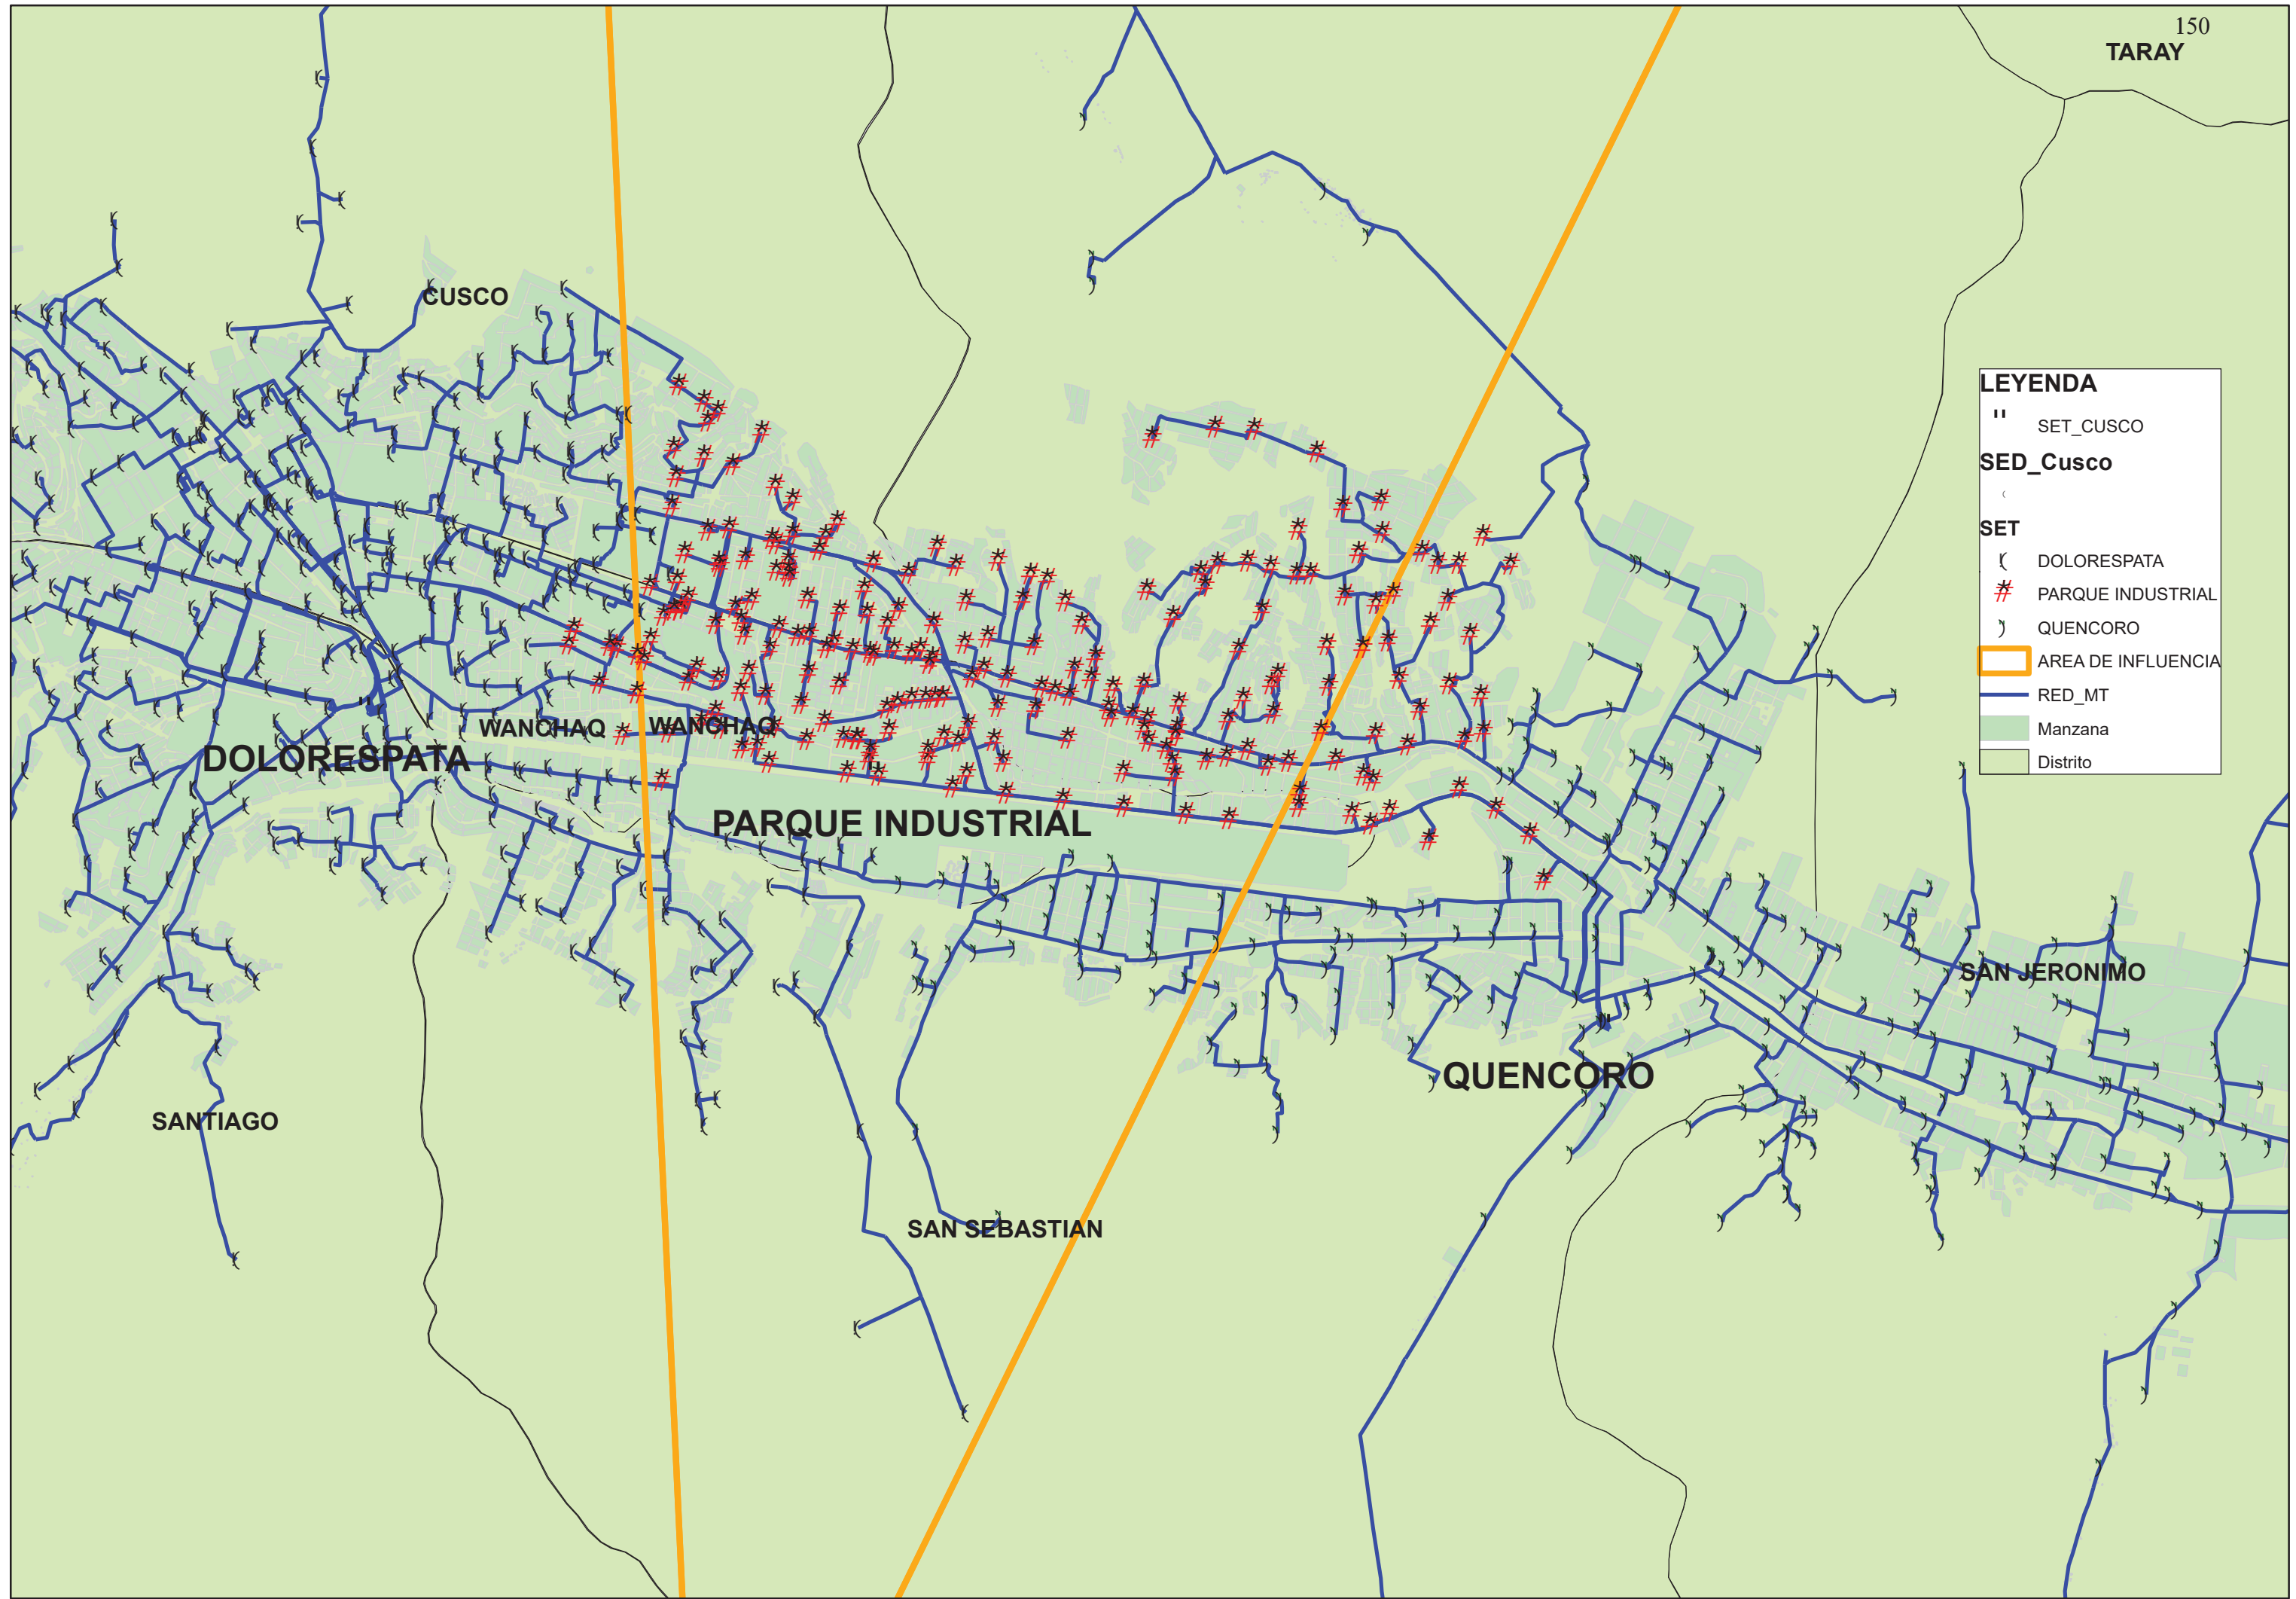 150
TARAY
CUSCO
LEYENDA
" SET_CUSCO
SED_Cusco
SET
DOLORESPATA
PARQUE INDUSTRIAL
QUENCORO
AREA DE INFLUENCIA
RED_MT
Manzana
Distrito
WANCHAQ
WANCHAQ
DOLORESPATA
PARQUE INDUSTRIAL
SAN JERONIMO
QUENCORO
SANTIAGO
SAN SEBASTIAN